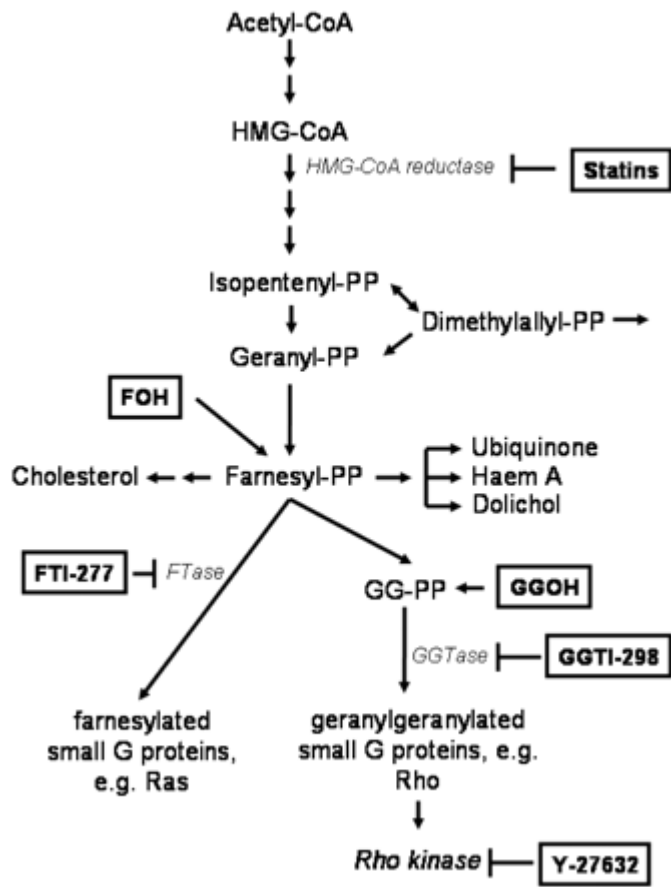 Acetyl-CoA
HMG-CoA
HMG-CoA reductase
Statins
Isopentenyl-PP
Dimethylallyl-PP
Geranyl-PP
FOH
Cholesterol
Farnesyl-PP
Ubiquinone
Haem A
Dolichol
FTI-277
FTase
GG-PP
GGOH
GGTase
GGTI-298
farnesylated
small G proteins,
e.g. Ras
geranylgeranylated
small G proteins, e.g.
Rho
Rho kinase
Y-27632